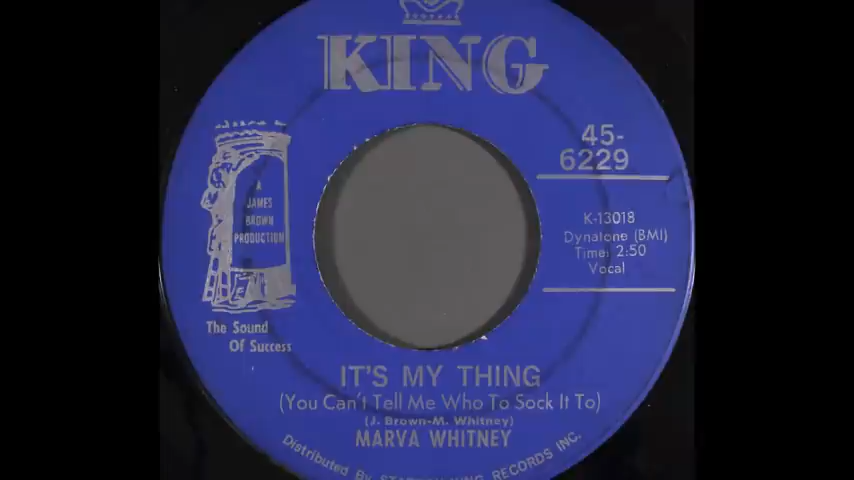 KING
45-
6229
A
JAMES
BROWN
PRODUCTION
K-13018
Dynatone (BMI)
Time: 2:50
Vocal
The Sound
Of Success
IT'S MY THING
(You Can't Tell Me Who To Sock It To)
(J. Brown-M. Whitney)
MARVA WHITNEY
Distributed By KING RECORDS INC.